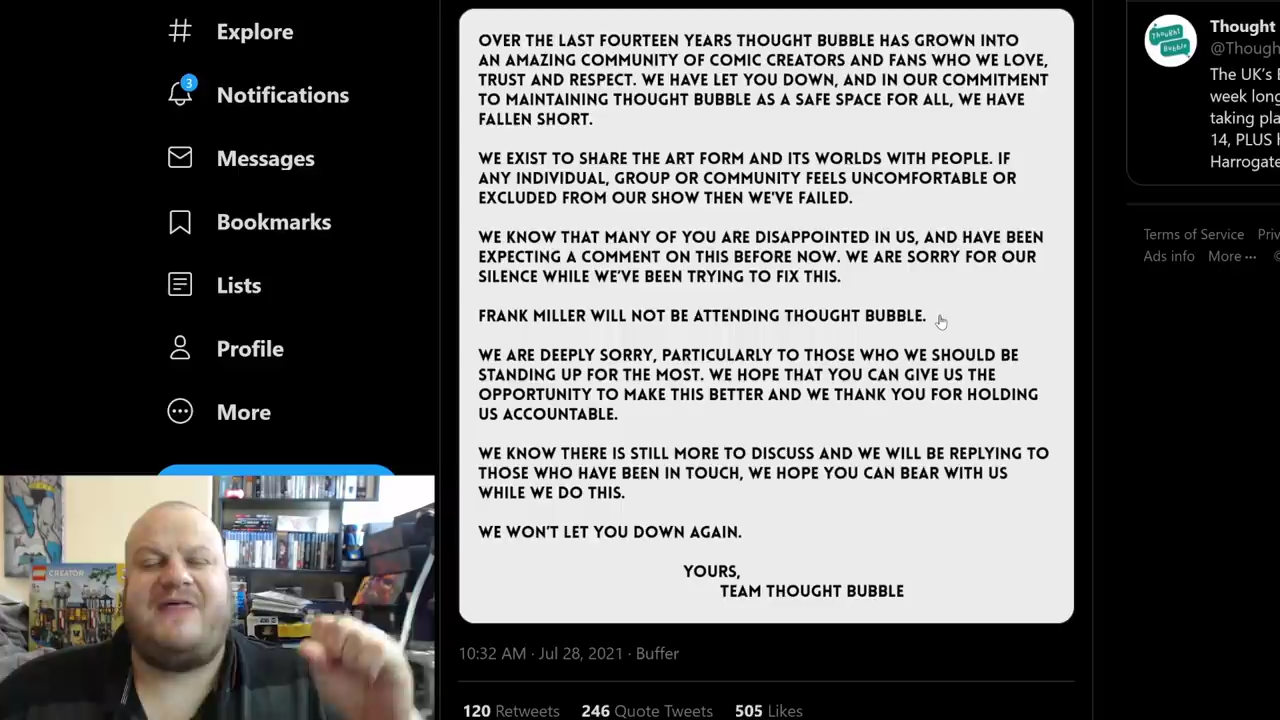 Explore
3
Notifications
Messages
Bookmarks
Lists
Profile
More
OVER THE LAST FOURTEEN YEARS THOUGHT BUBBLE HAS GROWN INTO
AN AMAZING COMMUNITY OF COMIC CREATORS AND FANS WHO WE LOVE,
TRUST AND RESPECT. WE HAVE LET YOU DOWN, AND IN OUR COMMITMENT
TO MAINTAINING THOUGHT BUBBLE AS A SAFE SPACE FOR ALL, WE HAVE
FALLEN SHORT.
WE EXIST TO SHARE THE ART FORM AND ITS WORLDS WITH PEOPLE. IF
ANY INDIVIDUAL, GROUP OR COMMUNITY FEELS UNCOMFORTABLE OR
EXCLUDED FROM OUR SHOW THEN WE'VE FAILED.
WE KNOW THAT MANY OF YOU ARE DISAPPOINTED IN US, AND HAVE BEEN
EXPECTING A COMMENT ON THIS BEFORE NOW. WE ARE SORRY FOR OUR
SILENCE WHILE WE'VE BEEN TRYING TO FIX THIS.
FRANK MILLER WILL NOT BE ATTENDING THOUGHT BUBBLE.
WE ARE DEEPLY SORRY, PARTICULARLY TO THOSE WHO WE SHOULD BE
STANDING UP FOR THE MOST. WE HOPE THAT YOU CAN GIVE US THE
OPPORTUNITY TO MAKE THIS BETTER AND WE THANK YOU FOR HOLDING
US ACCOUNTABLE.
WE KNOW THERE IS STILL MORE TO DISCUSS AND WE WILL BE REPLYING TO
THOSE WHO HAVE BEEN IN TOUCH, WE HOPE YOU CAN BEAR WITH US
WHILE WE DO THIS.
WE WON'T LET YOU DOWN AGAIN.
YOURS,
TEAM THOUGHT BUBBLE
10:32 AM · Jul 28, 2021 · Buffer
120 Retweets 246 Quote Tweets 505 Likes
Thought Bubble
Thought
@Though
The UK's
week long
taking pla
14, PLUS
Harrogate
Terms of Service Priv
Ads info More
CREATOR